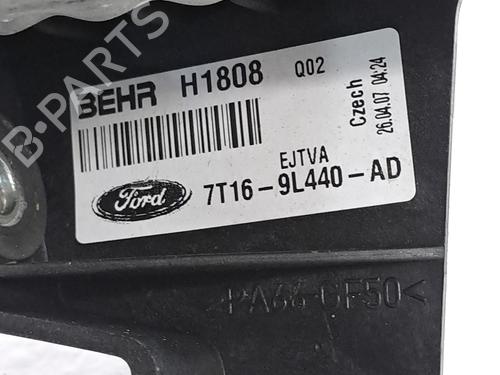 BEHR H1808 Q02
Czech
26.04.07 04:24
EJTVA
Ford 7T16-9L440-AD
>PA66-GF50<
B-PARTS